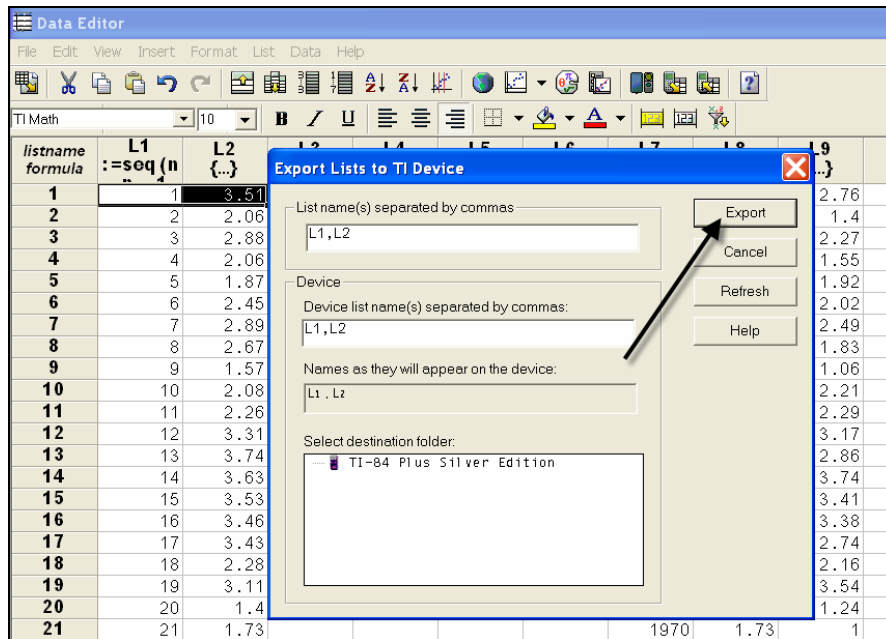 Data Editor
File Edit View Insert Format List Data Help
TI Math 10 B I U
listname L1 L2 L9
formula :=seq(n {...} ...}
Export Lists to TI Device
List name(s) separated by commas
L1,L2
Device
Device list name(s) separated by commas:
L1,L2
Names as they will appear on the device:
L1,L2
Select destination folder:
TI-84 Plus Silver Edition
Export
Cancel
Refresh
Help
1 1 3.51 2.76
2 2 2.06 1.4
3 3 2.88 2.27
4 4 2.06 1.55
5 5 1.87 1.92
6 6 2.45 2.02
7 7 2.89 2.49
8 8 2.67 1.83
9 9 1.57 1.06
10 10 2.08 2.21
11 11 2.26 2.29
12 12 3.31 3.17
13 13 3.74 2.86
14 14 3.63 3.74
15 15 3.53 3.41
16 16 3.46 3.38
17 17 3.43 2.74
18 18 2.28 2.16
19 19 3.11 3.54
20 20 1.4 1.24
21 21 1.73 1970 1.73 1